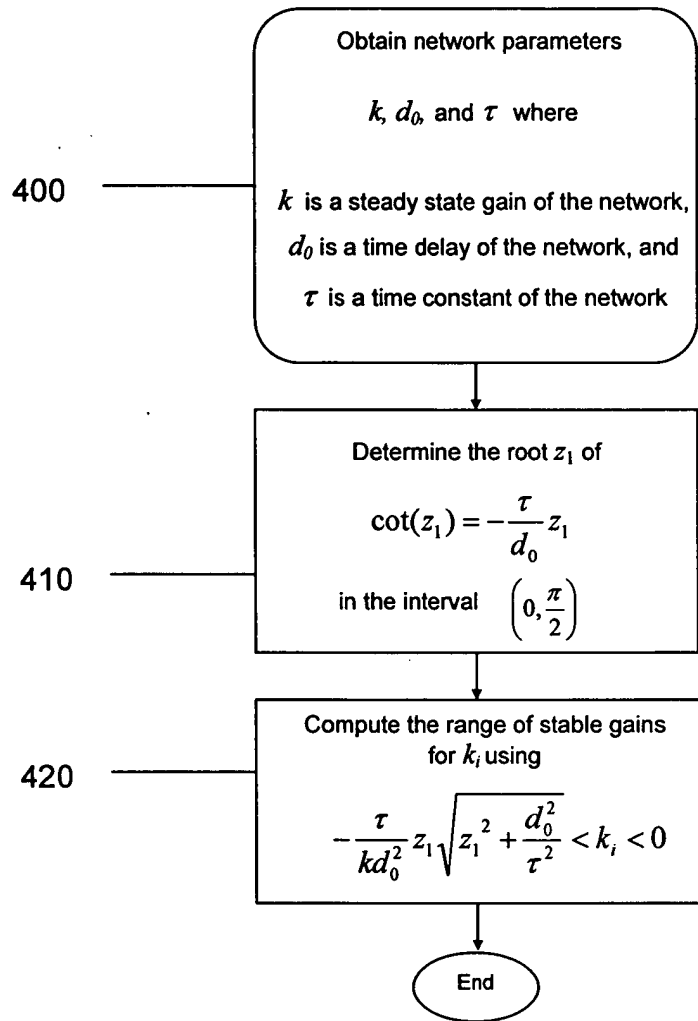 Obtain network parameters
k, d₀, and τ where
400
k is a steady state gain of the network,
d₀ is a time delay of the network, and
τ is a time constant of the network
Determine the root z₁ of
cot(z₁) = −(τ/d₀) z₁
410
in the interval (0, π/2)
Compute the range of stable gains
for kᵢ using
420
−(τ/(kd₀²)) z₁ √(z₁² + d₀²/τ²) < kᵢ < 0
End